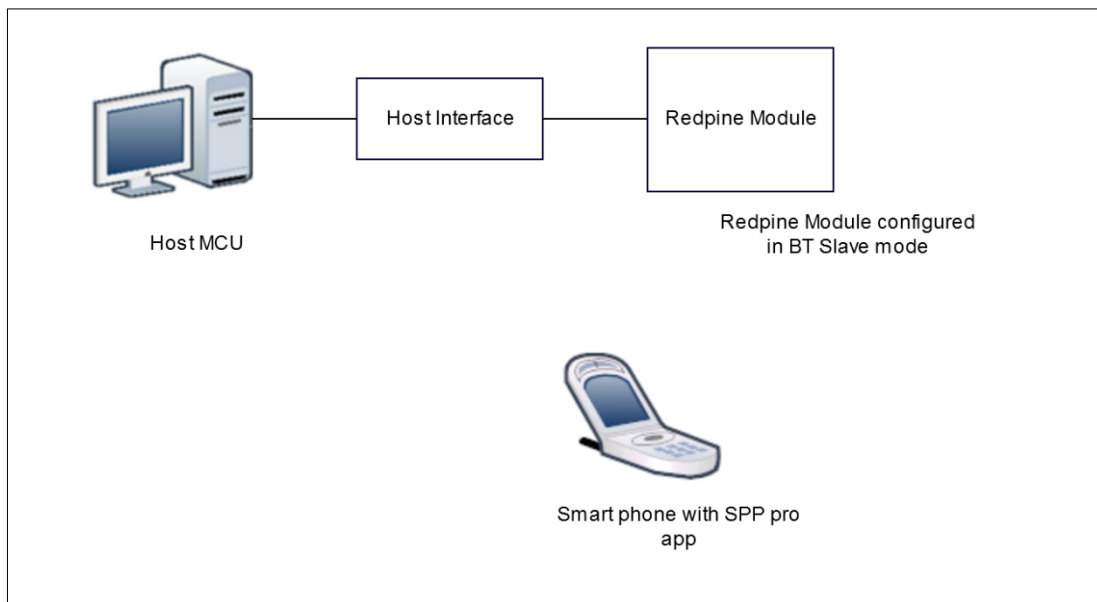 Host Interface
Redpine Module
Host MCU
Redpine Module configured
in BT Slave mode
Smart phone with SPP pro
app